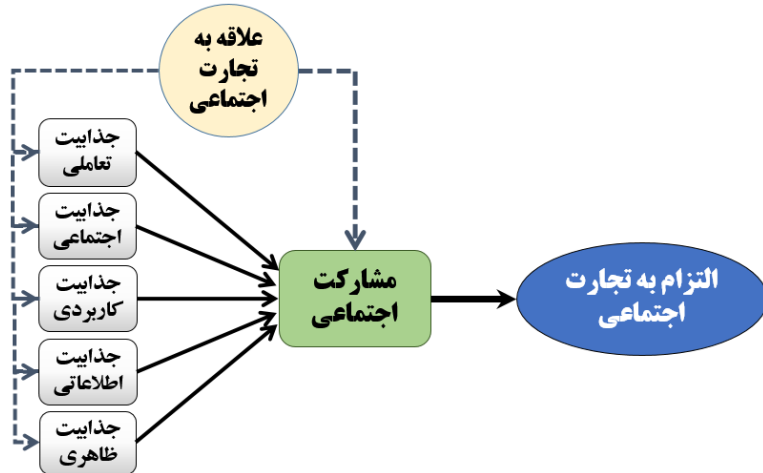 علاقه به
تجارت
اجتماعی
جذابیت
تعاملی
جذابیت
اجتماعی
جذابیت
کاربردی
جذابیت
اطلاعاتی
جذابیت
ظاهری
مشارکت
اجتماعی
التزام به تجارت
اجتماعی